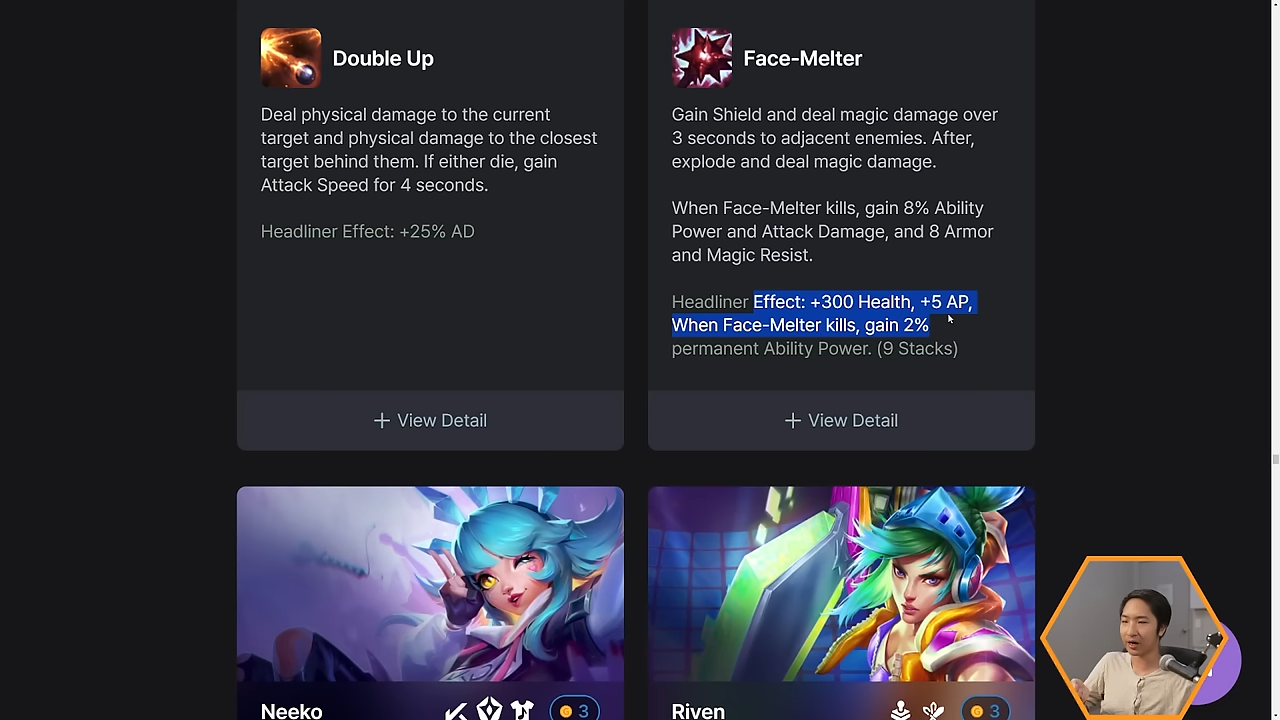 Double Up
Deal physical damage to the current
target and physical damage to the closest
target behind them. If either die, gain
Attack Speed for 4 seconds.
Headliner Effect: +25% AD
View Detail
Face-Melter
Gain Shield and deal magic damage over
3 seconds to adjacent enemies. After,
explode and deal magic damage.
When Face-Melter kills, gain 8% Ability
Power and Attack Damage, and 8 Armor
and Magic Resist.
Headliner Effect: +300 Health, +5 AP,
When Face-Melter kills, gain 2%
permanent Ability Power. (9 Stacks)
View Detail
Neeko
3
Riven
3